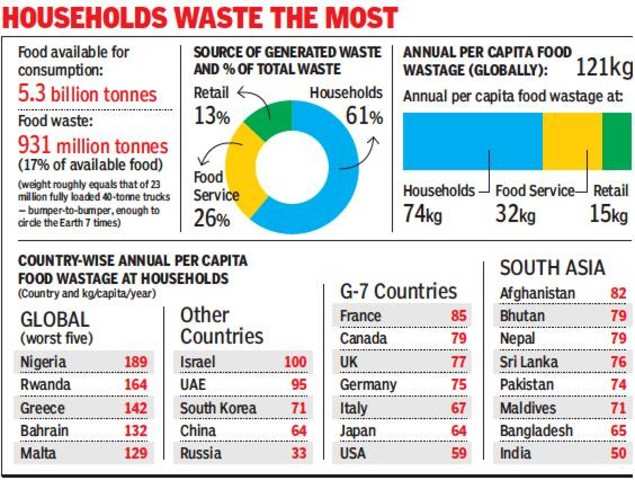 HOUSEHOLDS WASTE THE MOST
Food available for
consumption:
5.3 billion tonnes
Food waste:
931 million tonnes
(17% of available food)
(weight roughly equals that of 23
million fully loaded 40-tonne trucks
— bumper-to-bumper, enough to
circle the Earth 7 times)
SOURCE OF GENERATED WASTE
AND % OF TOTAL WASTE
Retail
13%
Households
61%
Food
Service
26%
ANNUAL PER CAPITA FOOD
WASTAGE (GLOBALLY): 121kg
Annual per capita food wastage at:
Households Food Service Retail
74kg 32kg 15kg
COUNTRY-WISE ANNUAL PER CAPITA
FOOD WASTAGE AT HOUSEHOLDS
(Country and kg/capita/year)
GLOBAL
(worst five)
Nigeria 189
Rwanda 164
Greece 142
Bahrain 132
Malta 129
Other
Countries
Israel 100
UAE 95
South Korea 71
China 64
Russia 33
G-7 Countries
France 85
Canada 79
UK 77
Germany 75
Italy 67
Japan 64
USA 59
SOUTH ASIA
Afghanistan 82
Bhutan 79
Nepal 79
Sri Lanka 76
Pakistan 74
Maldives 71
Bangladesh 65
India 50